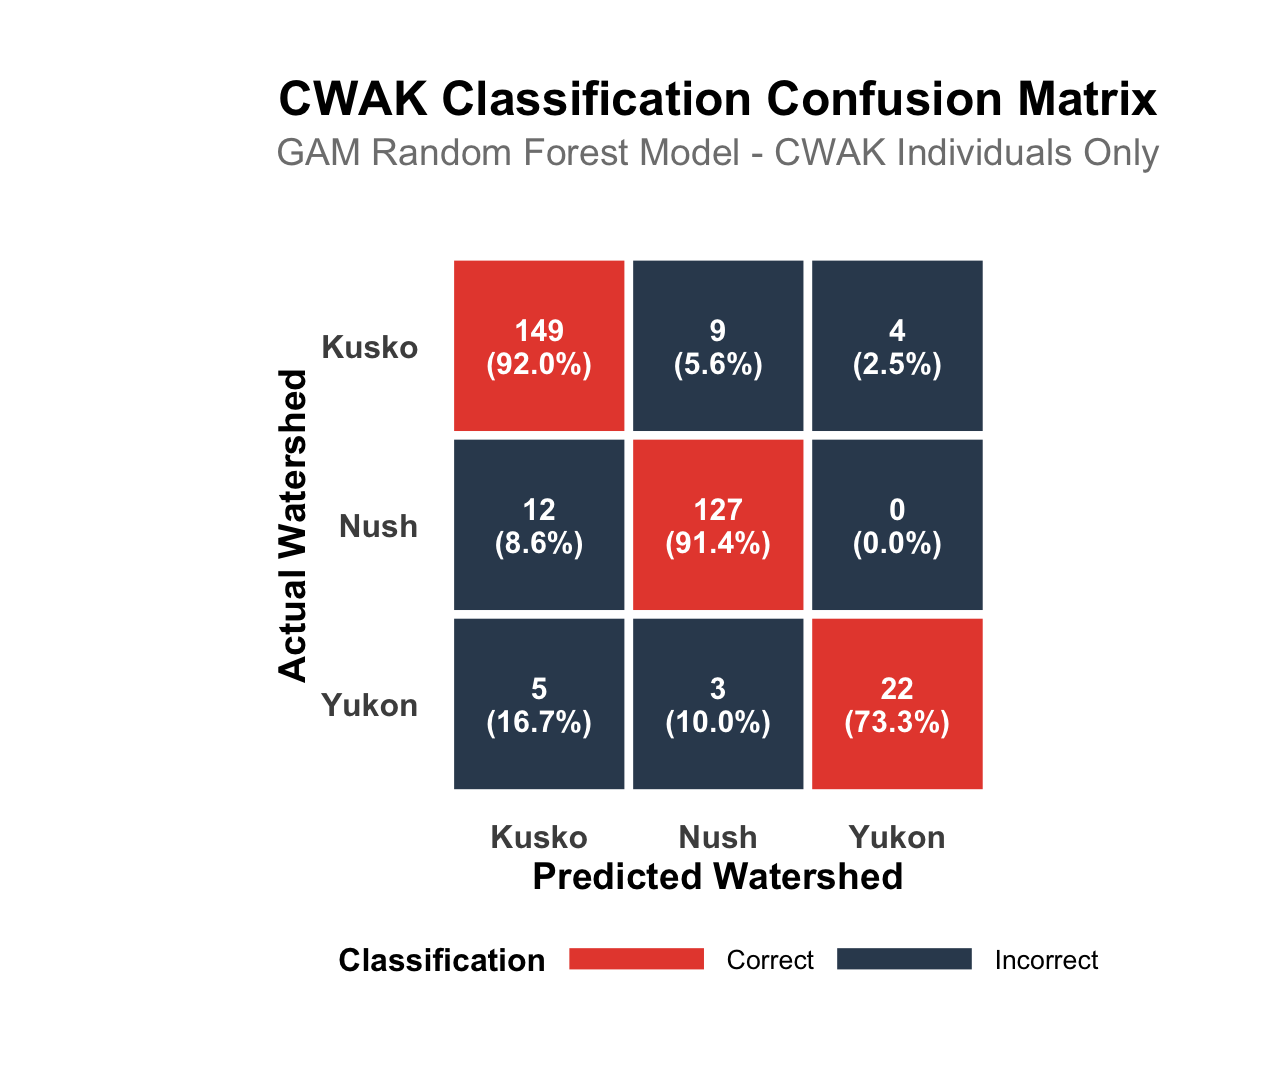 CWAK Classification Confusion Matrix
GAM Random Forest Model - CWAK Individuals Only
Actual Watershed
Kusko
149
(92.0%)
9
(5.6%)
4
(2.5%)
Nush
12
(8.6%)
127
(91.4%)
0
(0.0%)
Yukon
5
(16.7%)
3
(10.0%)
22
(73.3%)
Kusko Nush Yukon
Predicted Watershed
Classification Correct Incorrect